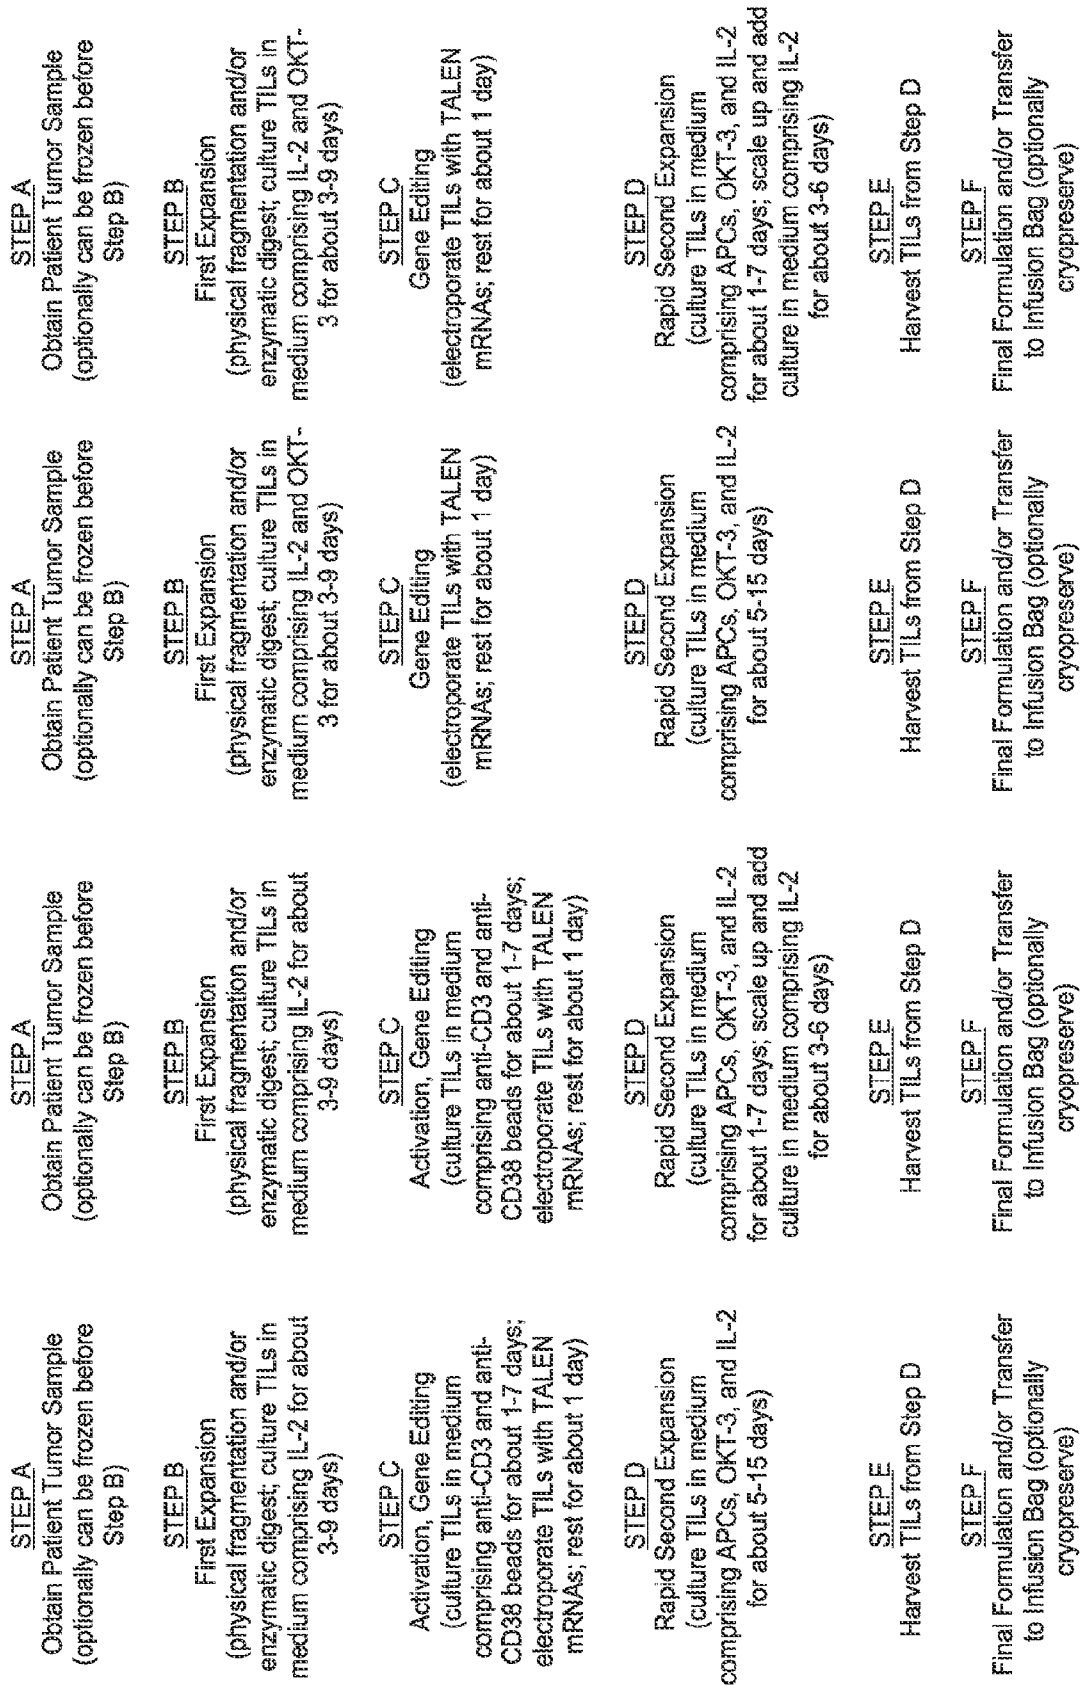 STEP A
Obtain Patient Tumor Sample
(optionally can be frozen before
Step B)
STEP B
First Expansion
(physical fragmentation and/or
enzymatic digest; culture TILs in
medium comprising IL-2 for about
3-9 days)
STEP C
Activation, Gene Editing
(culture TILs in medium
comprising anti-CD3 and anti-
CD38 beads for about 1-7 days;
electroporate TILs with TALEN
mRNAs; rest for about 1 day)
STEP D
Rapid Second Expansion
(culture TILs in medium
comprising APCs, OKT-3, and IL-2
for about 5-15 days)
STEP E
Harvest TILs from Step D
STEP F
Final Formulation and/or Transfer
to Infusion Bag (optionally
cryopreserve)
STEP A
Obtain Patient Tumor Sample
(optionally can be frozen before
Step B)
STEP B
First Expansion
(physical fragmentation and/or
enzymatic digest; culture TILs in
medium comprising IL-2 for about
3-9 days)
STEP C
Activation, Gene Editing
(culture TILs in medium
comprising anti-CD3 and anti-
CD38 beads for about 1-7 days;
electroporate TILs with TALEN
mRNAs; rest for about 1 day)
STEP D
Rapid Second Expansion
(culture TILs in medium
comprising APCs, OKT-3, and IL-2
for about 1-7 days; scale up and add
culture in medium comprising IL-2
for about 3-6 days)
STEP E
Harvest TILs from Step D
STEP F
Final Formulation and/or Transfer
to Infusion Bag (optionally
cryopreserve)
STEP A
Obtain Patient Tumor Sample
(optionally can be frozen before
Step B)
STEP B
First Expansion
(physical fragmentation and/or
enzymatic digest; culture TILs in
medium comprising IL-2 and OKT-
3 for about 3-9 days)
STEP C
Gene Editing
(electroporate TILs with TALEN
mRNAs; rest for about 1 day)
STEP D
Rapid Second Expansion
(culture TILs in medium
comprising APCs, OKT-3, and IL-2
for about 5-15 days)
STEP E
Harvest TILs from Step D
STEP F
Final Formulation and/or Transfer
to Infusion Bag (optionally
cryopreserve)
STEP A
Obtain Patient Tumor Sample
(optionally can be frozen before
Step B)
STEP B
First Expansion
(physical fragmentation and/or
enzymatic digest; culture TILs in
medium comprising IL-2 and OKT-
3 for about 3-9 days)
STEP C
Gene Editing
(electroporate TILs with TALEN
mRNAs; rest for about 1 day)
STEP D
Rapid Second Expansion
(culture TILs in medium
comprising APCs, OKT-3, and IL-2
for about 1-7 days; scale up and add
culture in medium comprising IL-2
for about 3-6 days)
STEP E
Harvest TILs from Step D
STEP F
Final Formulation and/or Transfer
to Infusion Bag (optionally
cryopreserve)